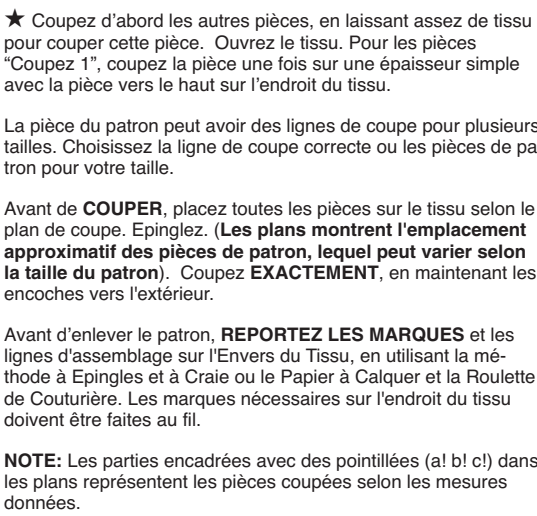 ★ Coupez d’abord les autres pièces, en laissant assez de tissu
pour couper cette pièce. Ouvrez le tissu. Pour les pièces
“Coupez 1”, coupez la pièce une fois sur une épaisseur simple
avec la pièce vers le haut sur l’endroit du tissu.
La pièce du patron peut avoir des lignes de coupe pour plusieurs
tailles. Choisissez la ligne de coupe correcte ou les pièces de pa
tron pour votre taille.
Avant de COUPER, placez toutes les pièces sur le tissu selon le
plan de coupe. Epinglez. (Les plans montrent l'emplacement
approximatif des pièces de patron, lequel peut varier selon
la taille du patron). Coupez EXACTEMENT, en maintenant les
encoches vers l'extérieur.
Avant d’enlever le patron, REPORTEZ LES MARQUES et les
lignes d'assemblage sur l'Envers du Tissu, en utilisant la mé-
thode à Epingles et à Craie ou le Papier à Calquer et la Roulette
de Couturière. Les marques nécessaires sur l'endroit du tissu
doivent être faites au fil.
NOTE: Les parties encadrées avec des pointillées (a! b! c!) dans
les plans représentent les pièces coupées selon les mesures
données.